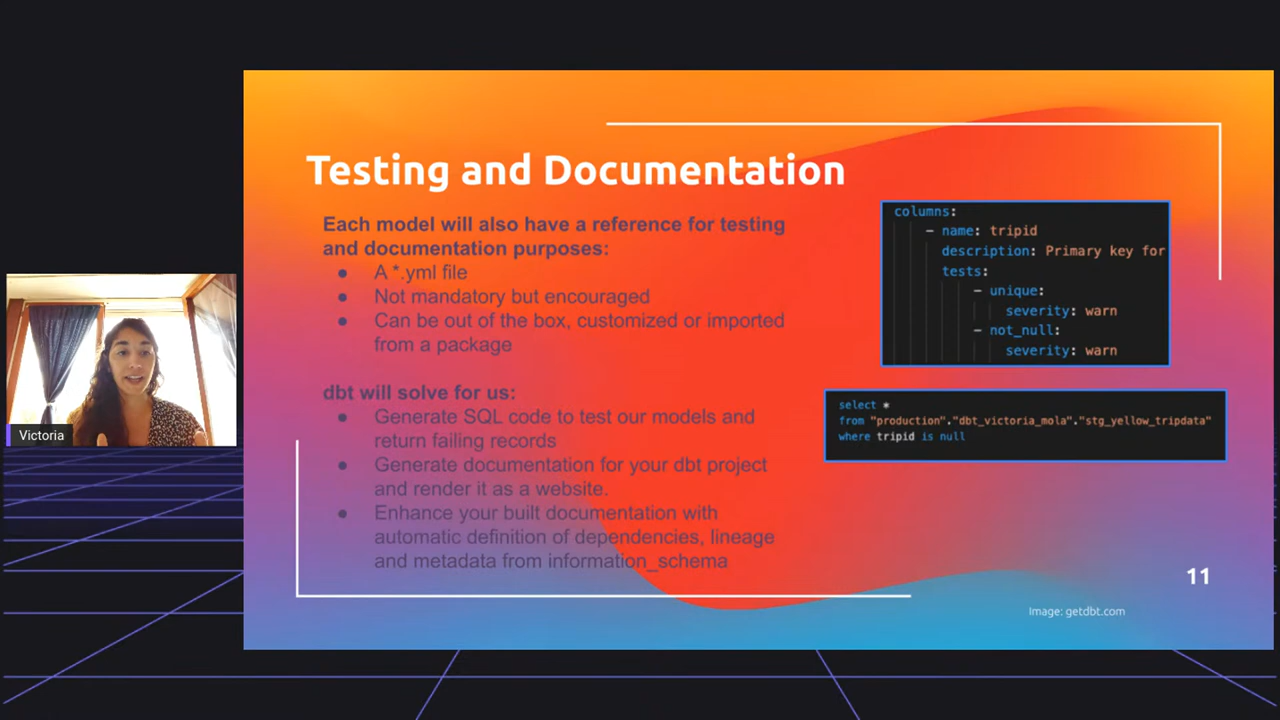 Testing and Documentation
Each model will also have a reference for testing
and documentation purposes:
● A *.yml file
● Not mandatory but encouraged
● Can be out of the box, customized or imported
from a package
dbt will solve for us:
● Generate SQL code to test our models and
return failing records
● Generate documentation for your dbt project
and render it as a website.
● Enhance your built documentation with
automatic definition of dependencies, lineage
and metadata from information_schema
columns:
- name: tripid
description: Primary key for
tests:
- unique:
severity: warn
- not_null:
severity: warn
select *
from "production"."dbt_victoria_mola"."stg_yellow_tripdata"
where tripid is null
11
Image: getdbt.com
Victoria